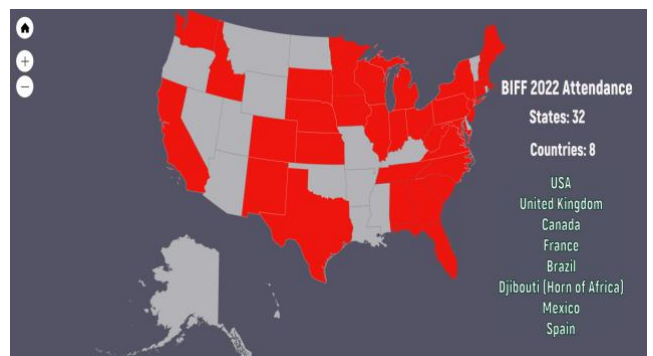 BIFF 2022 Attendance
States: 32
Countries: 8
USA
United Kingdom
Canada
France
Brazil
Djibouti (Horn of Africa)
Mexico
Spain